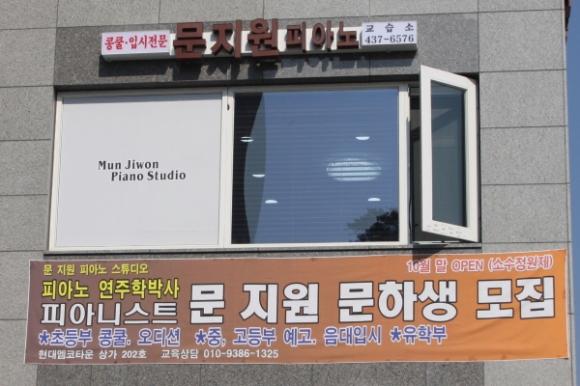 콩쿨·입시전문 문지원 피아노 교습소
437-6576
Mun Jiwon
Piano Studio
문 지원 피아노 스튜디오
10월 말 OPEN (소수정원제)
피아노 연주학박사
피아니스트 문 지원 문하생 모집
*초등부 콩쿨. 오디션 *중, 고등부 예고. 음대입시 *유학부
현대엠코타운 상가 202호 교육상담 010-9386-1325